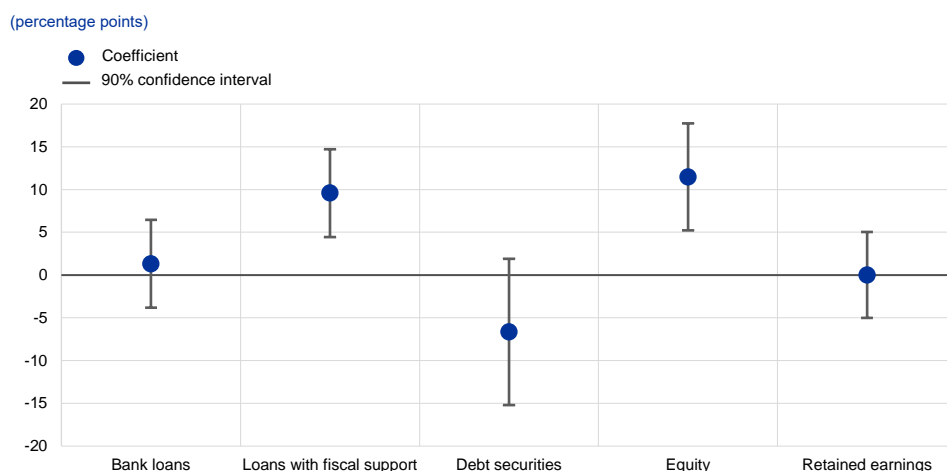 (percentage points)
Coefficient
90% confidence interval
20
15
10
5
0
-5
-10
-15
-20
Bank loans Loans with fiscal support Debt securities Equity Retained earnings